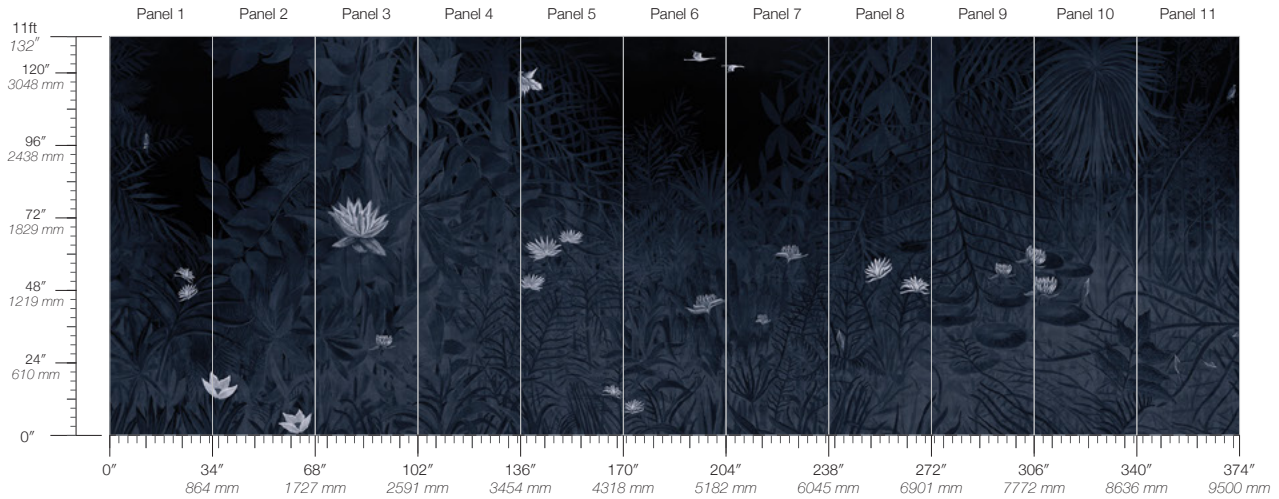 Panel 1 Panel 2 Panel 3 Panel 4 Panel 5 Panel 6 Panel 7 Panel 8 Panel 9 Panel 10 Panel 11
11ft
132″
120″
3048 mm
96″
2438 mm
72″
1829 mm
48″
1219 mm
24″
610 mm
0″
0″ 34″ 68″ 102″ 136″ 170″ 204″ 238″ 272″ 306″ 340″ 374″
864 mm 1727 mm 2591 mm 3454 mm 4318 mm 5182 mm 6045 mm 6901 mm 7772 mm 8636 mm 9500 mm